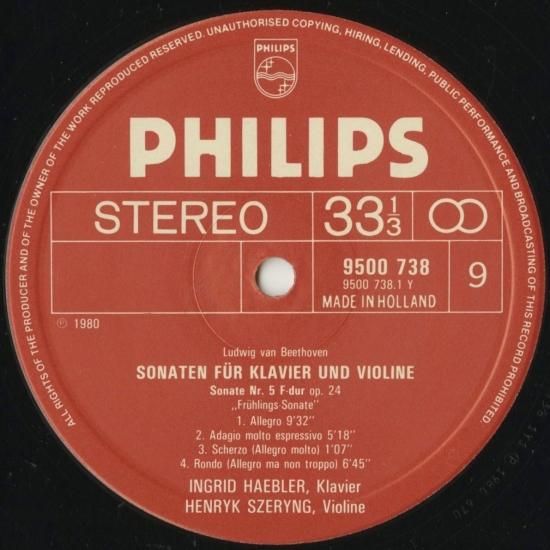 ALL RIGHTS OF THE PRODUCER AND OF THE OWNER OF THE WORK REPRODUCED RESERVED. UNAUTHORISED COPYING, HIRING, LENDING, PUBLIC PERFORMANCE AND BROADCASTING OF THIS RECORD PROHIBITED.
PHILIPS
PHILIPS
STEREO 33 1/3
9500 738 9
9500 738.1 Y
MADE IN HOLLAND
℗ 1980
Ludwig van Beethoven
SONATEN FÜR KLAVIER UND VIOLINE
Sonate Nr. 5 F-dur op. 24
„Frühlings-Sonate"
1. Allegro 9'32"
2. Adagio molto espressivo 5'18"
3. Scherzo (Allegro molto) 1'07"
4. Rondo (Allegro ma non troppo) 6'45"
INGRID HAEBLER, Klavier
HENRYK SZERYNG, Violine